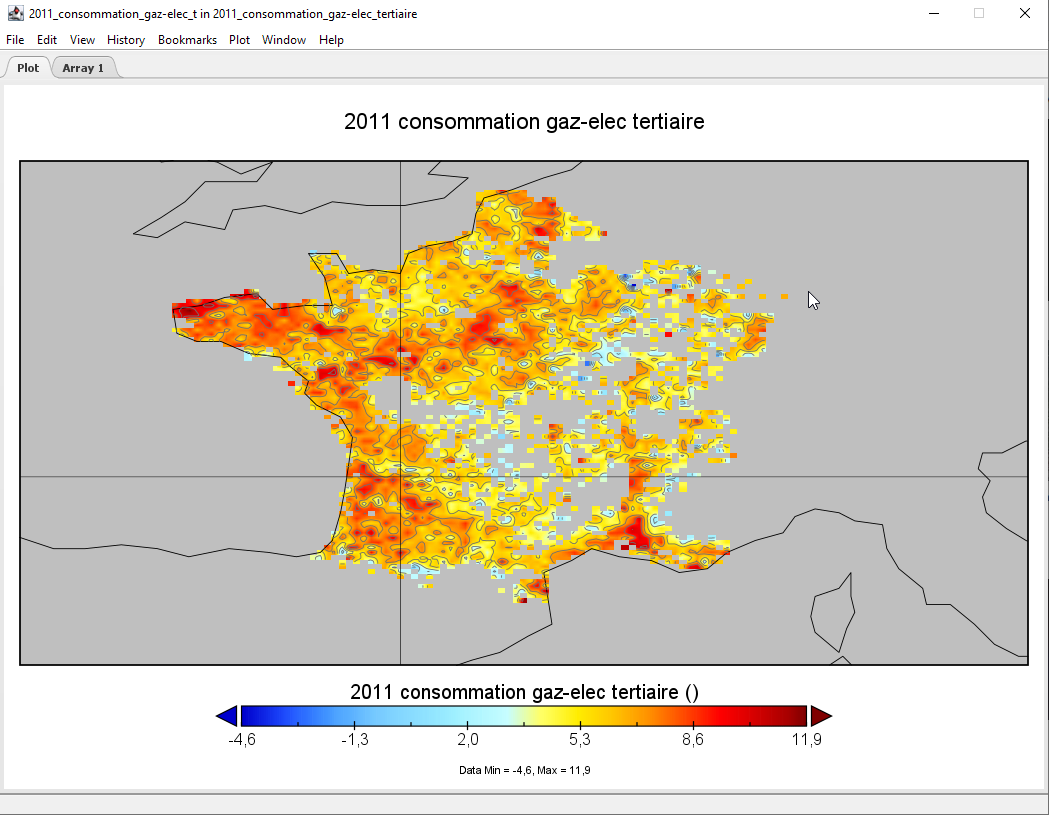 2011_consommation_gaz-elec_t in 2011_consommation_gaz-elec_tertiaire
File Edit View History Bookmarks Plot Window Help
Plot Array 1
2011 consommation gaz-elec tertiaire
2011 consommation gaz-elec tertiaire ()
-4,6 -1,3 2,0 5,3 8,6 11,9
Data Min = -4,6, Max = 11,9